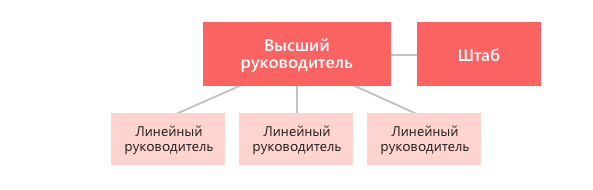 Высший
руководитель
Штаб
Линейный
руководитель
Линейный
руководитель
Линейный
руководитель